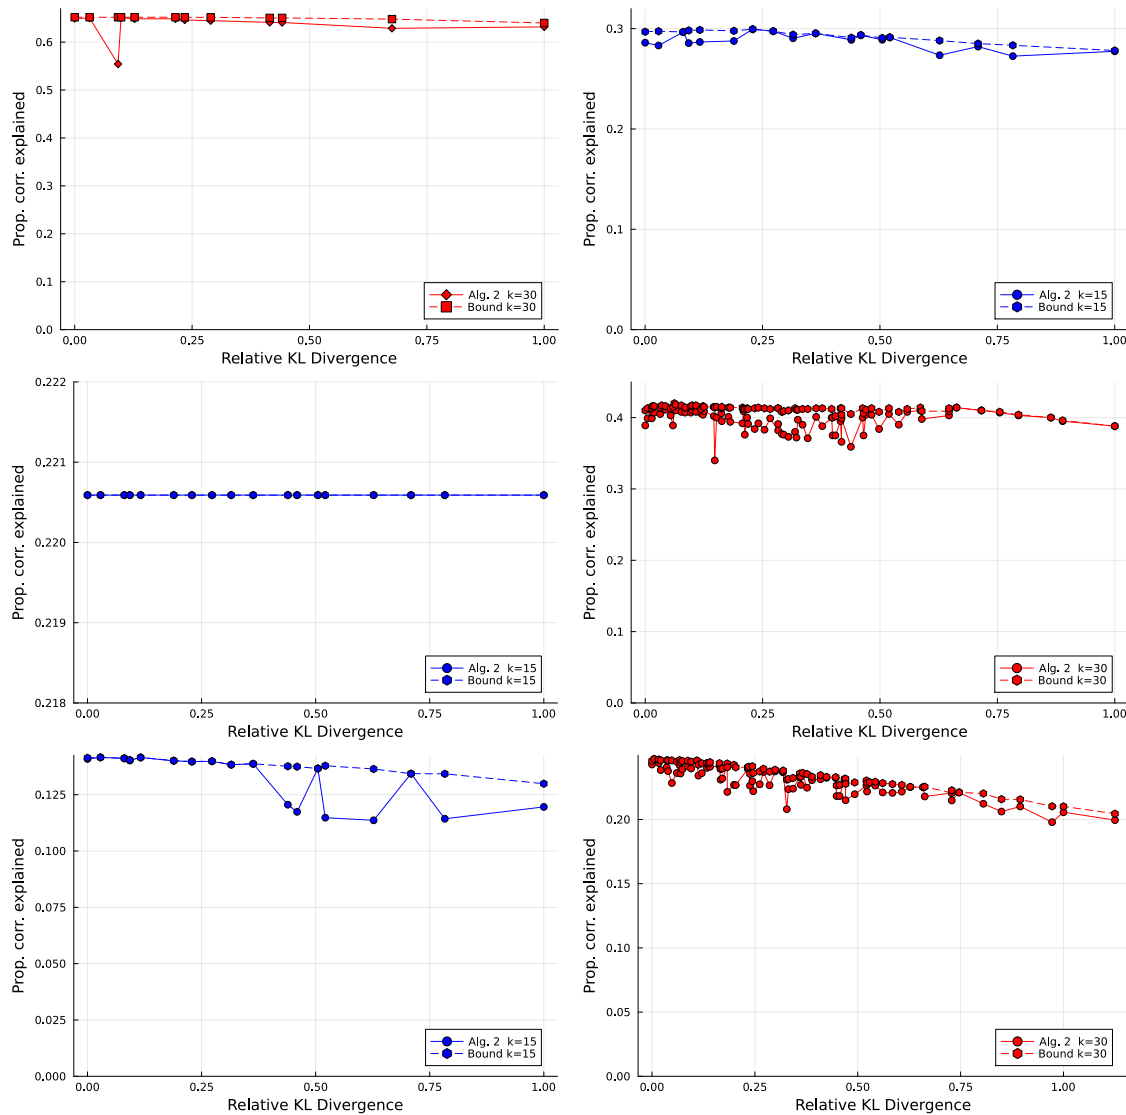 Prop. corr. explained
0.6
0.5
0.4
0.3
0.2
0.1
0.0
0.00 0.25 0.50 0.75 1.00
Relative KL Divergence
Alg. 2 k=30
Bound k=30
Prop. corr. explained
0.3
0.2
0.1
0.0
0.00 0.25 0.50 0.75 1.00
Relative KL Divergence
Alg. 2 k=15
Bound k=15
Prop. corr. explained
0.222
0.221
0.220
0.219
0.218
0.00 0.25 0.50 0.75 1.00
Relative KL Divergence
Alg. 2 k=15
Bound k=15
Prop. corr. explained
0.4
0.3
0.2
0.1
0.0
0.00 0.25 0.50 0.75 1.00
Relative KL Divergence
Alg. 2 k=30
Bound k=30
Prop. corr. explained
0.125
0.100
0.075
0.050
0.025
0.000
0.00 0.25 0.50 0.75 1.00
Relative KL Divergence
Alg. 2 k=15
Bound k=15
Prop. corr. explained
0.20
0.15
0.10
0.05
0.00
0.00 0.25 0.50 0.75 1.00
Relative KL Divergence
Alg. 2 k=30
Bound k=30